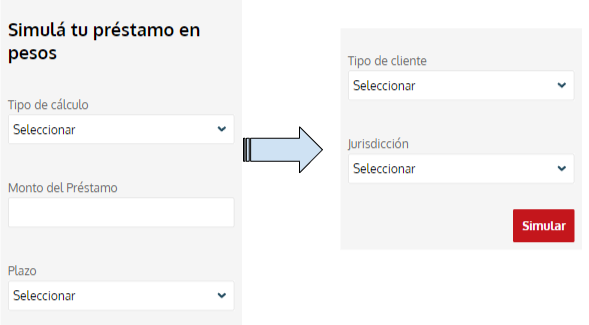 Simulá tu préstamo en
pesos
Tipo de cálculo
Seleccionar
Monto del Préstamo
Plazo
Seleccionar
Tipo de cliente
Seleccionar
Jurisdicción
Seleccionar
Simular